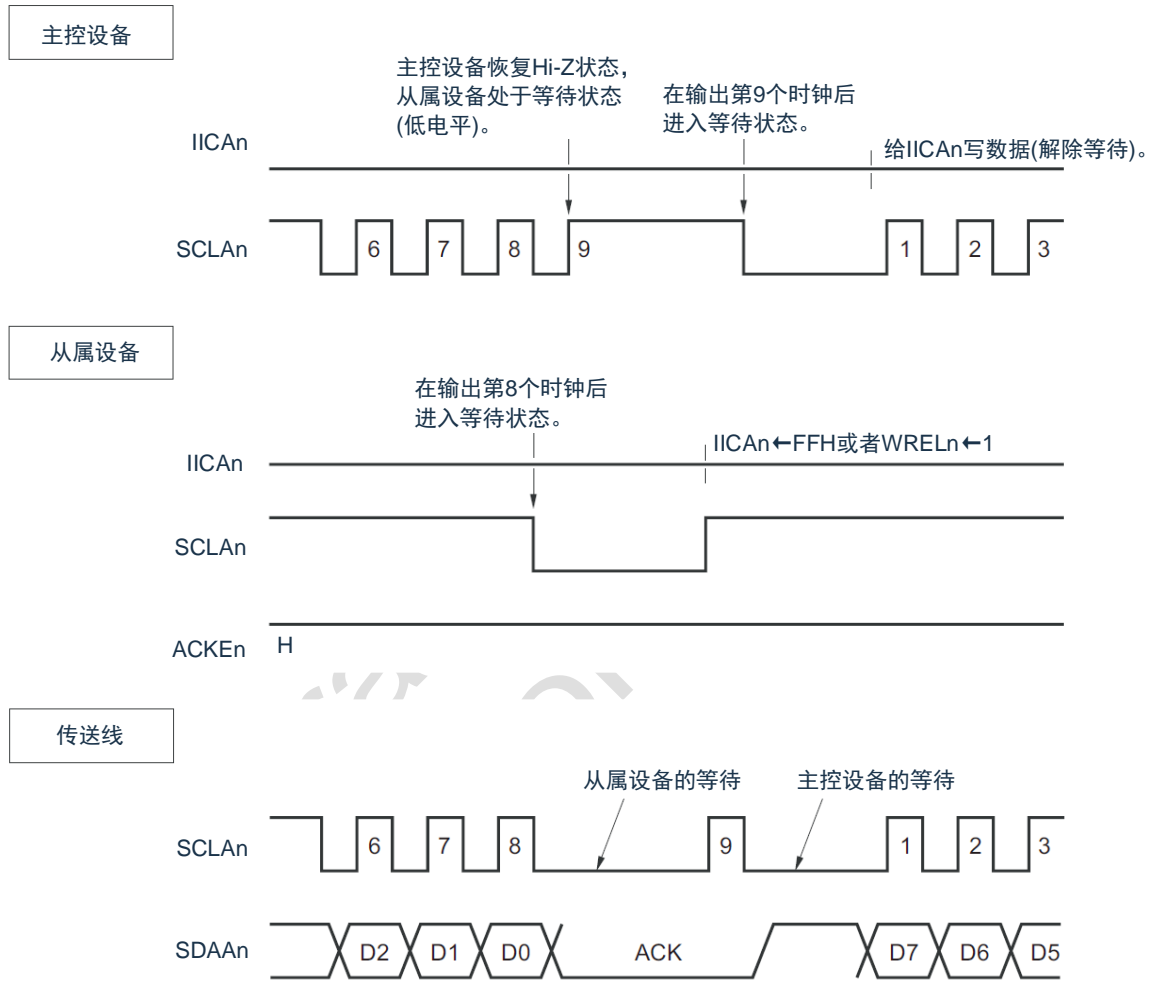 主控设备
主控设备恢复Hi-Z状态，
从属设备处于等待状态
(低电平)。
在输出第9个时钟后
进入等待状态。
给IICAn写数据(解除等待)。
IICAn
SCLAn
6 7 8 9 1 2 3
从属设备
在输出第8个时钟后
进入等待状态。
IICAn←FFH或者WRELn←1
IICAn
SCLAn
ACKEn H
传送线
从属设备的等待 主控设备的等待
SCLAn 6 7 8 9 1 2 3
SDAAn D2 D1 D0 ACK D7 D6 D5